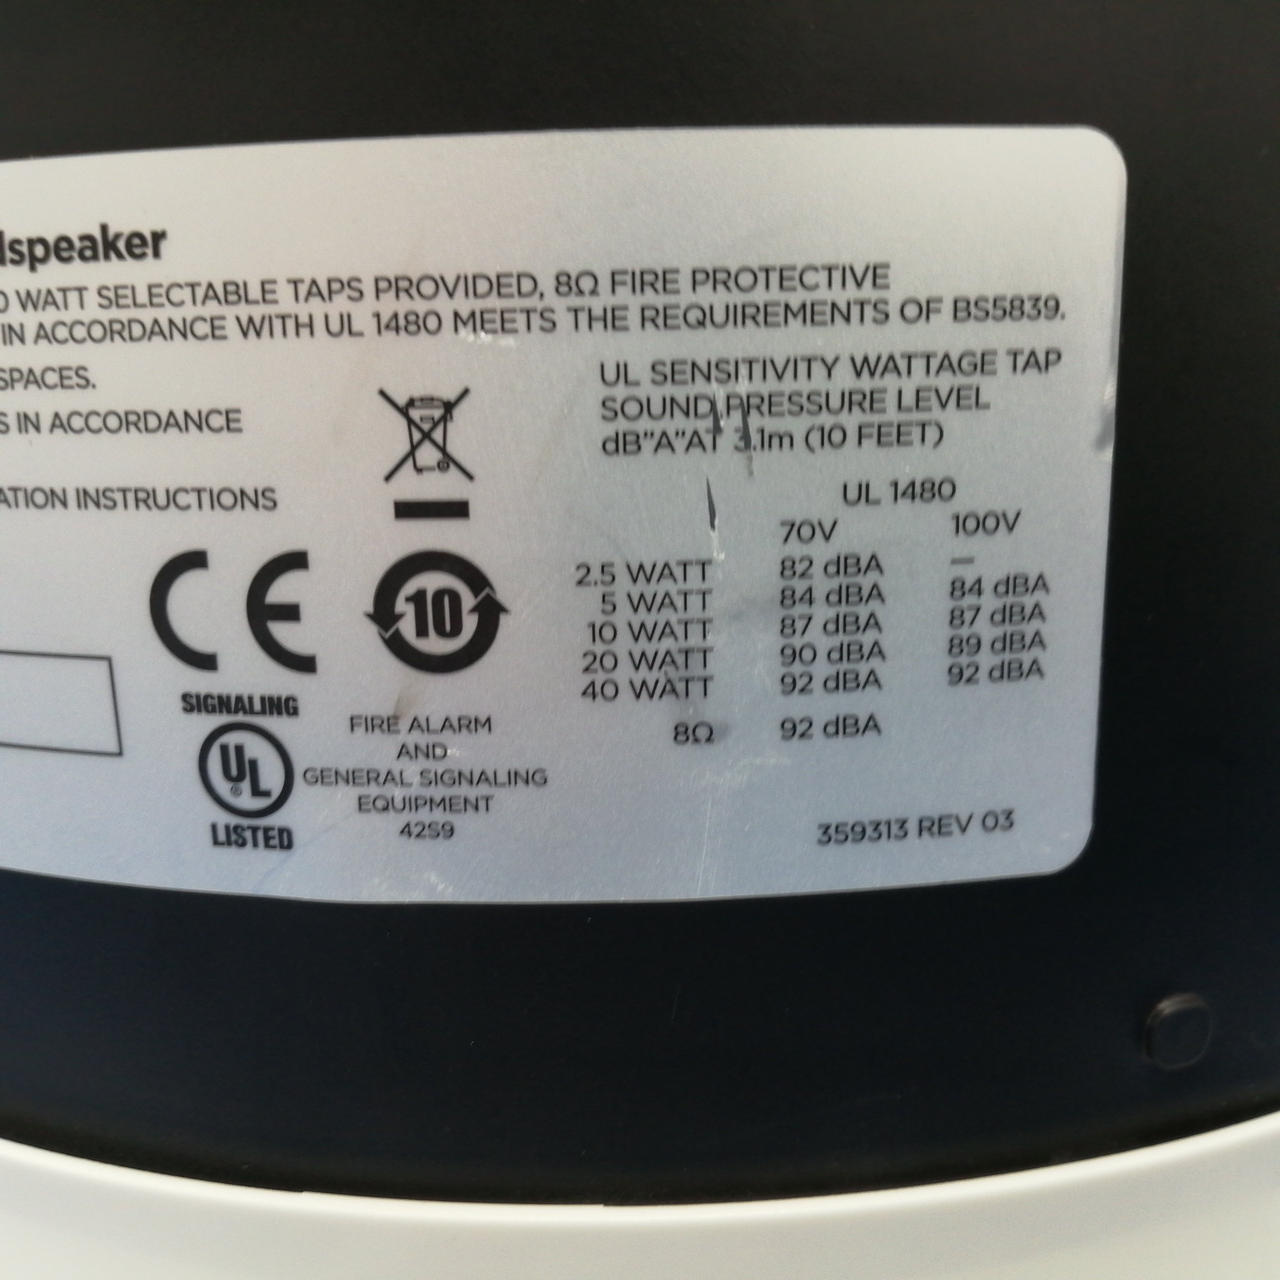 lspeaker
0 WATT SELECTABLE TAPS PROVIDED, 8Ω FIRE PROTECTIVE
IN ACCORDANCE WITH UL 1480 MEETS THE REQUIREMENTS OF BS5839.
SPACES.
S IN ACCORDANCE
ATION INSTRUCTIONS
UL SENSITIVITY WATTAGE TAP
SOUND PRESSURE LEVEL
dB"A"AT 3.1m (10 FEET)
UL 1480
70V 100V
2.5 WATT 82 dBA —
5 WATT 84 dBA 84 dBA
10 WATT 87 dBA 87 dBA
20 WATT 90 dBA 89 dBA
40 WATT 92 dBA 92 dBA
8Ω 92 dBA
CE
10
SIGNALING
UL ®
LISTED
FIRE ALARM
AND
GENERAL SIGNALING
EQUIPMENT
42S9
359313 REV 03